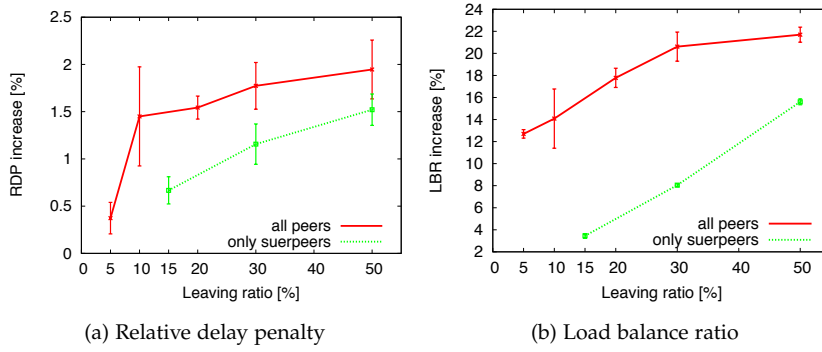 2.5
2
1.5
1
0.5
0
RDP increase [%]
all peers
only suerpeers
0 5 10 15 20 30 40 50
Leaving ratio [%]
(a) Relative delay penalty
24
22
20
18
16
14
12
10
8
6
4
2
LBR increase [%]
all peers
only suerpeers
0 5 10 15 20 30 40 50
Leaving ratio [%]
(b) Load balance ratio